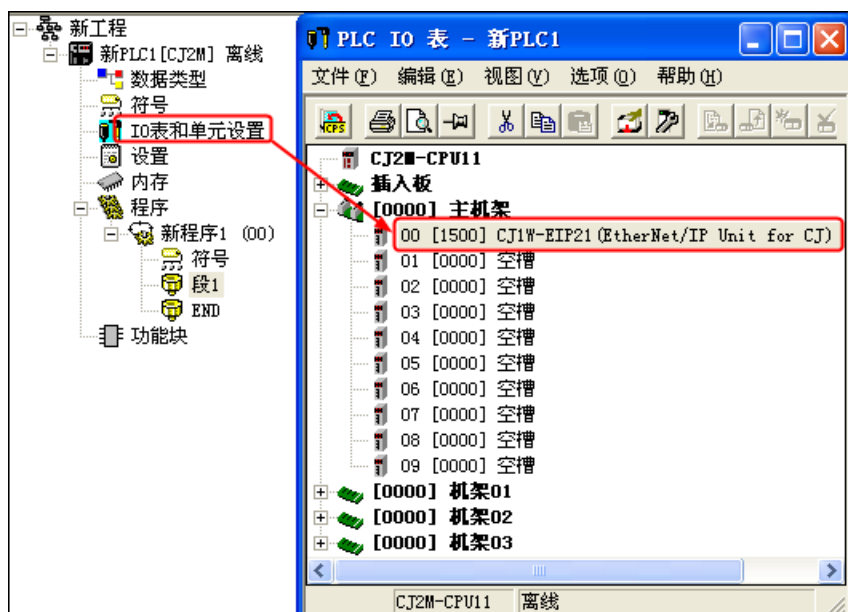 新工程
新PLC1[CJ2M] 离线
数据类型
符号
IO表和单元设置
设置
内存
程序
新程序1 (00)
符号
段1
END
功能块
PLC IO 表 - 新PLC1
文件(F) 编辑(E) 视图(V) 选项(O) 帮助(H)
CPS
CJ2M-CPU11
插入板
[0000] 主机架
00 [1500] CJ1W-EIP21(EtherNet/IP Unit for CJ)
01 [0000] 空槽
02 [0000] 空槽
03 [0000] 空槽
04 [0000] 空槽
05 [0000] 空槽
06 [0000] 空槽
07 [0000] 空槽
08 [0000] 空槽
09 [0000] 空槽
[0000] 机架01
[0000] 机架02
[0000] 机架03
CJ2M-CPU11 离线